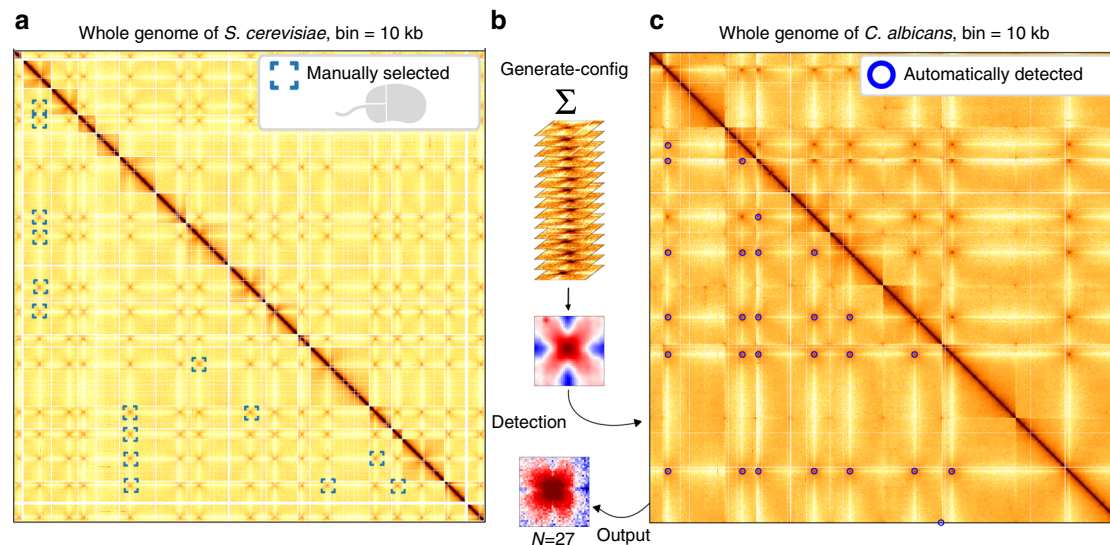 a
Whole genome of S. cerevisiae, bin = 10 kb
Manually selected
b
Generate-config
Σ
Detection
Output
N=27
c
Whole genome of C. albicans, bin = 10 kb
Automatically detected